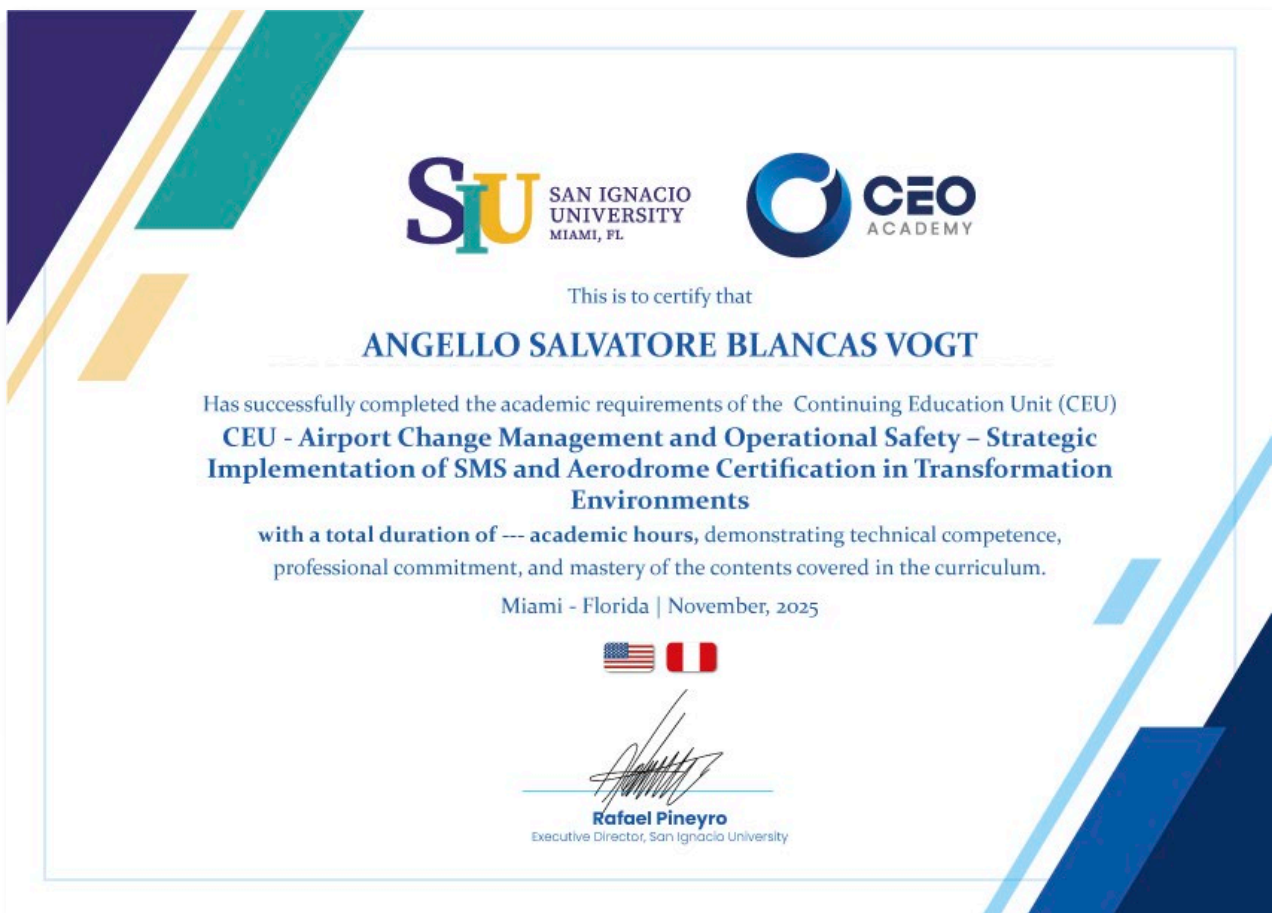 SIU SAN IGNACIO
UNIVERSITY
MIAMI, FL
CEO
ACADEMY
This is to certify that
ANGELLO SALVATORE BLANCAS VOGT
Has successfully completed the academic requirements of the Continuing Education Unit (CEU)
CEU - Airport Change Management and Operational Safety – Strategic
Implementation of SMS and Aerodrome Certification in Transformation
Environments
with a total duration of --- academic hours, demonstrating technical competence,
professional commitment, and mastery of the contents covered in the curriculum.
Miami - Florida | November, 2025
Rafael Pineyro
Executive Director, San Ignacio University